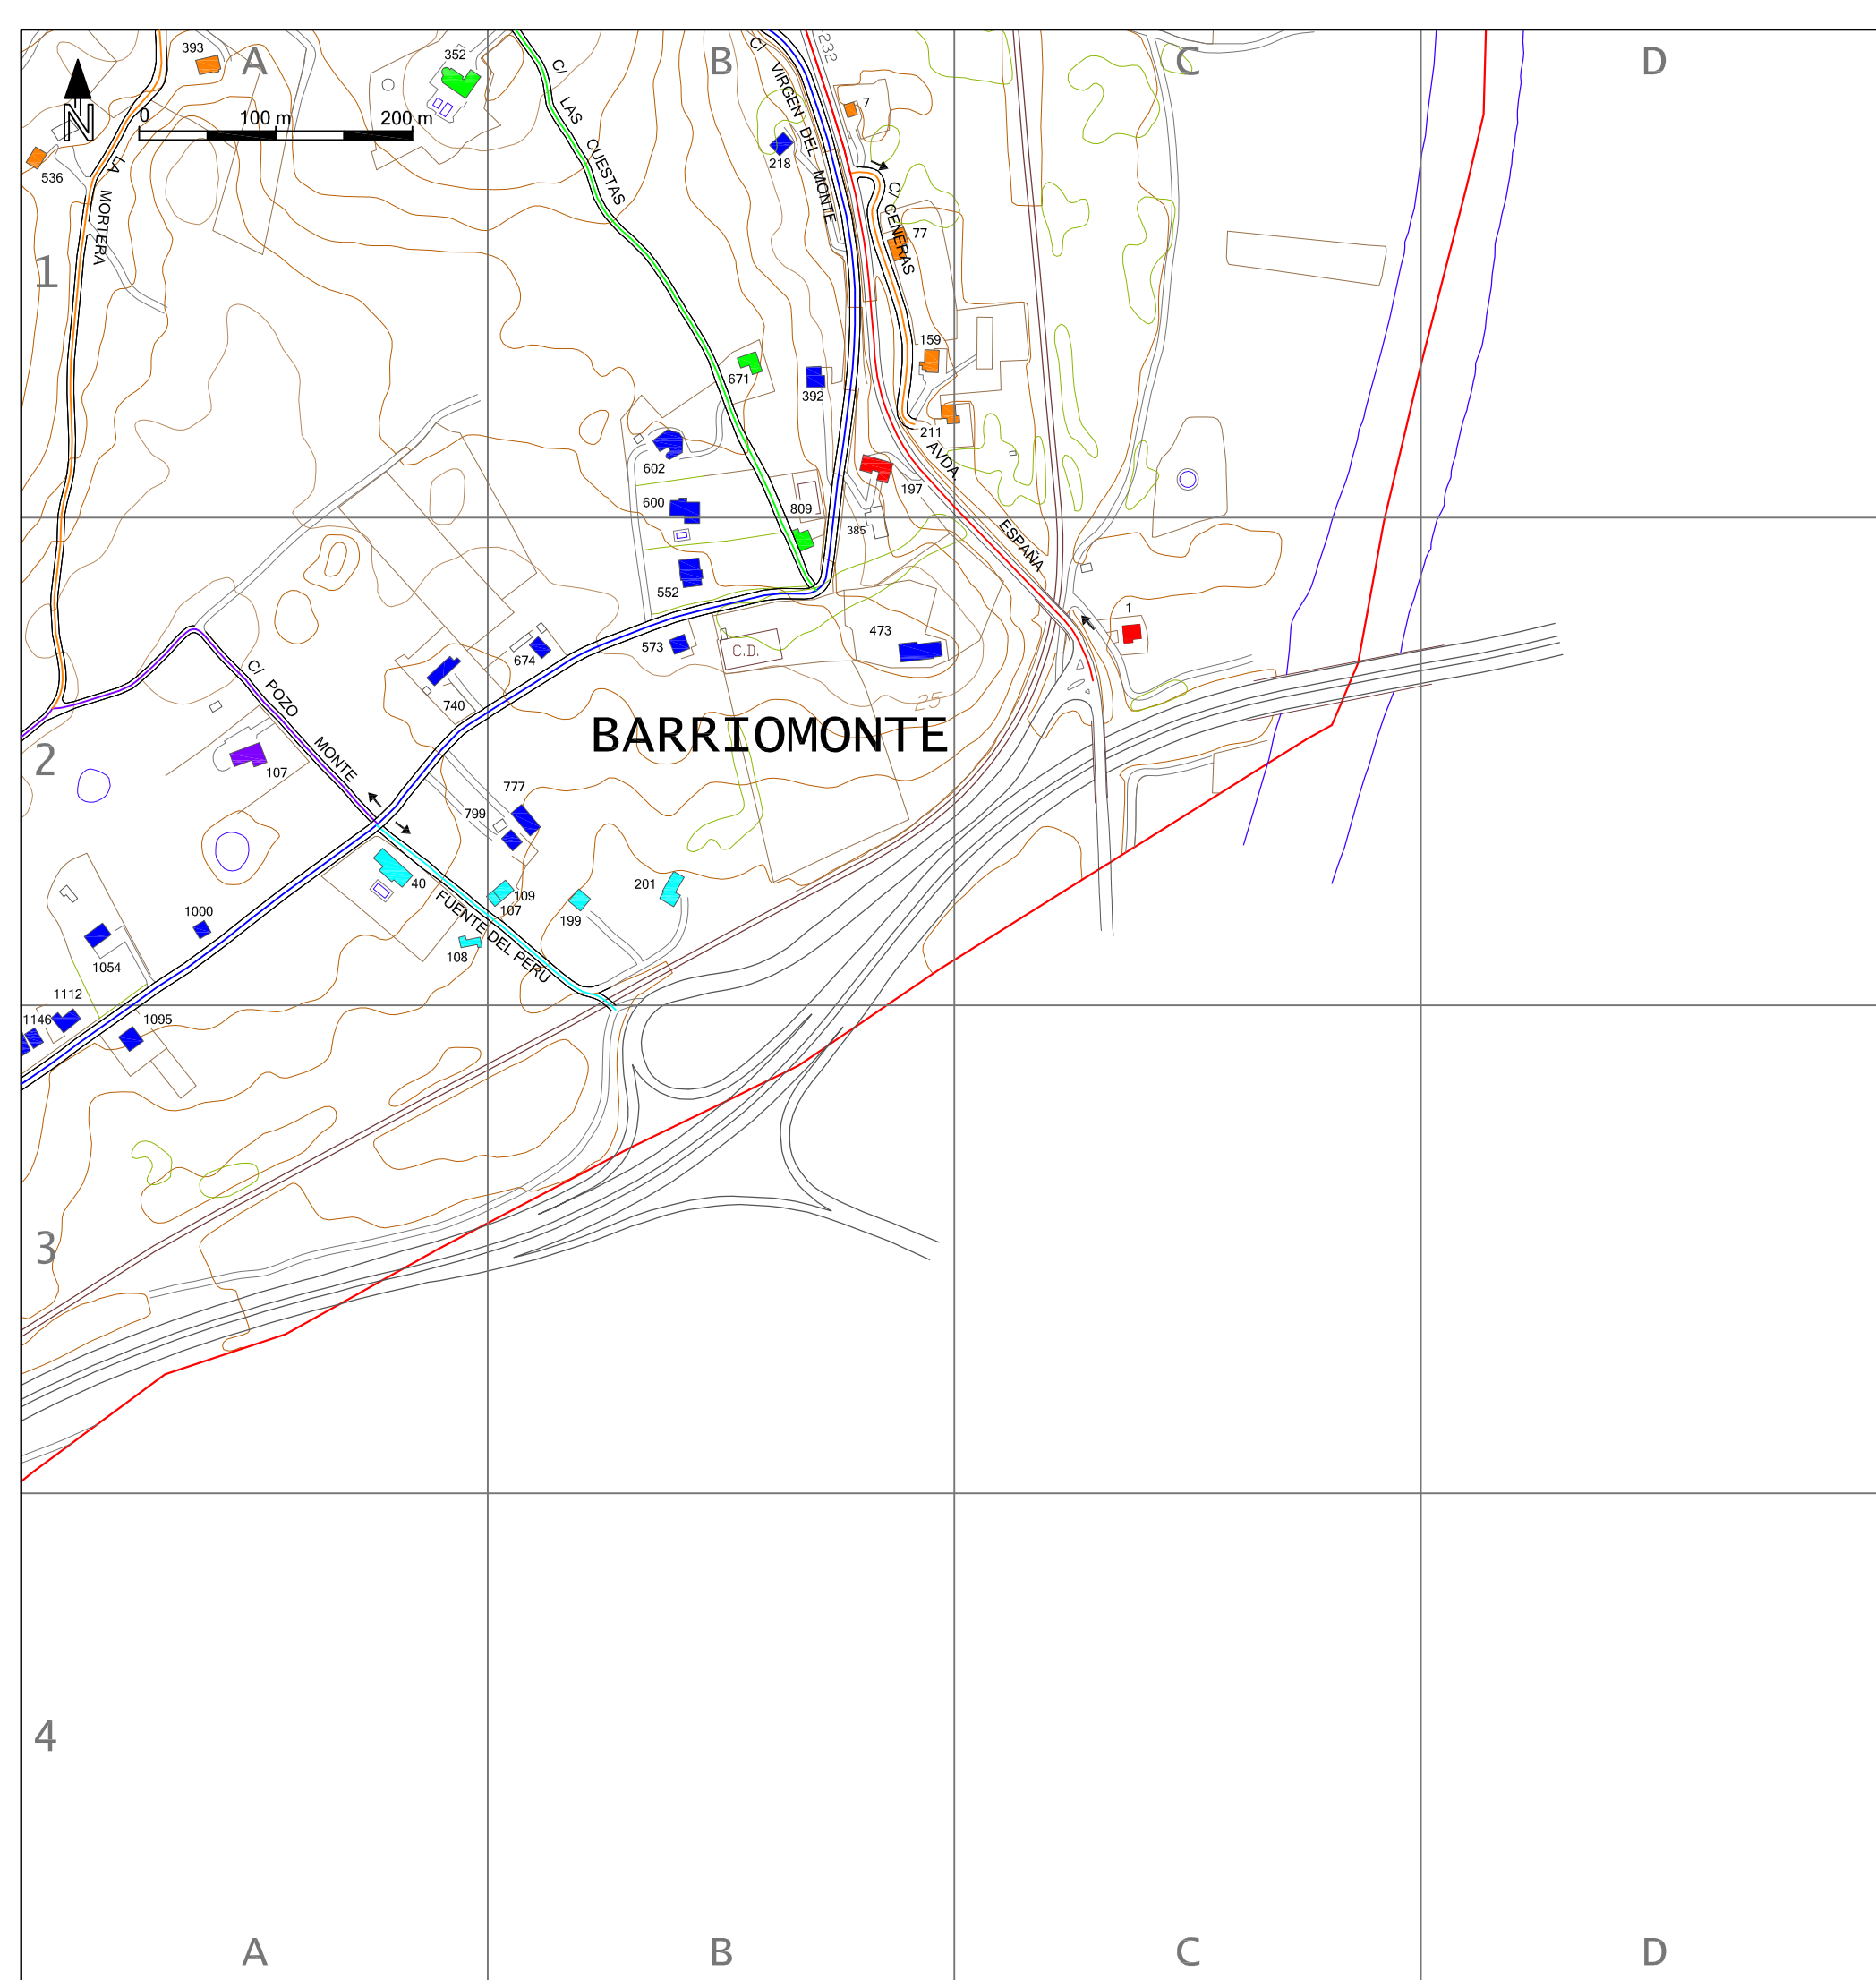 A
B
C
D
393
352
N
0
100 m
200 m
536
LA MORTERA
C/ LAS CUESTAS
C/ VIRGEN DEL MONTE
232
7
218
C/ CENERAS
77
1
159
671
392
211
602
AVDA. ESPAÑA
197
600
809
385
552
1
573
C.D.
473
674
C/ POZO MONTE
740
25
BARRIOMONTE
2
107
777
799
40
109
107
201
199
FUENTE DEL PERU
108
1000
1054
1112
1146
1095
3
4
A
B
C
D